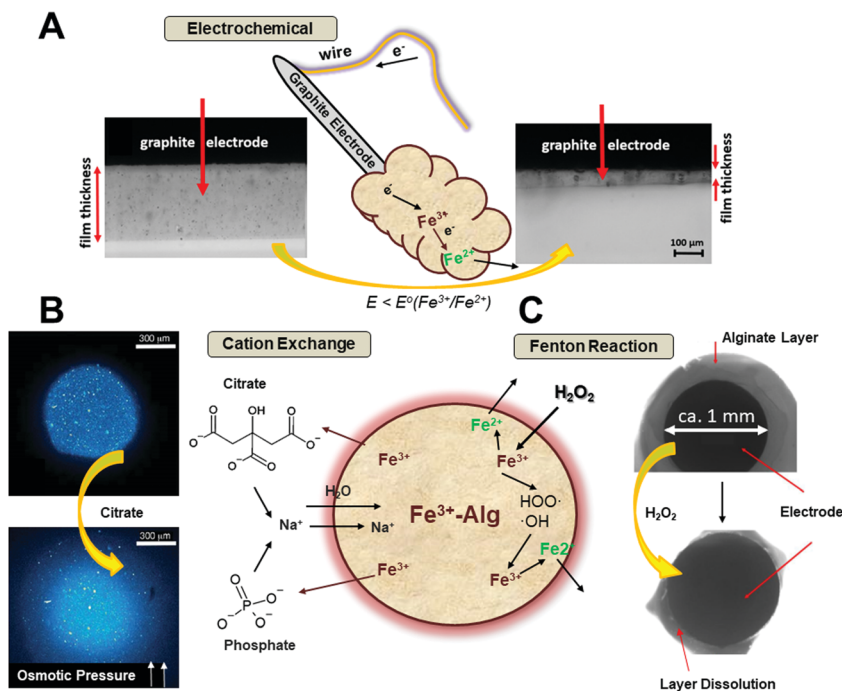 A
Electrochemical
wire
e-
Graphite Electrode
graphite electrode
film thickness
e-
Fe³⁺
e-
Fe²⁺
graphite electrode
film thickness
100 μm
E < Eº(Fe³⁺/Fe²⁺)
B
300 μm
Citrate
300 μm
Osmotic Pressure
Cation Exchange
Citrate
OH
O
O
O⁻
O⁻
O⁻
O
Na⁺
O
P
O⁻
O⁻
O⁻
Phosphate
H₂O
Na⁺
Fe³⁺
Fe³⁺-Alg
Fe³⁺
Fe²⁺
Fe³⁺
HOO·
·OH
Fe³⁺
Fe2
H₂O₂
C
Fenton Reaction
Alginate Layer
ca. 1 mm
H₂O₂
Electrode
Layer Dissolution